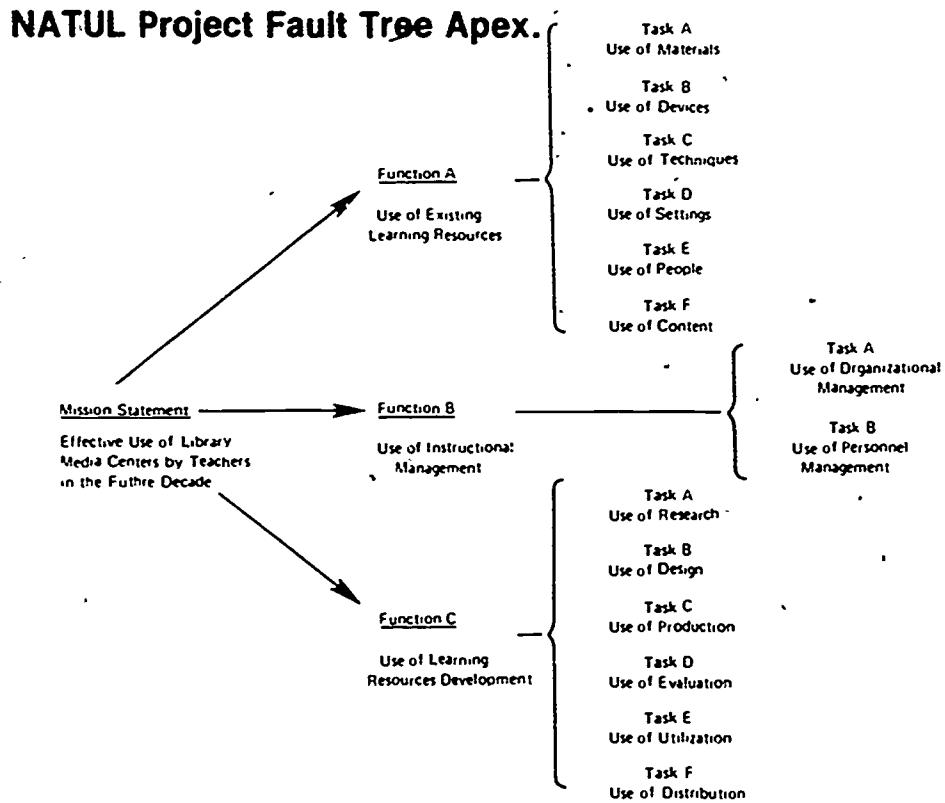 NATUL Project Fault Tree Apex.
Task A
Use of Materials
Task B
Use of Devices
Task C
Use of Techniques
Task D
Use of Settings
Task E
Use of People
Task F
Use of Content
Function A
Use of Existing
Learning Resources
Mission Statement
Effective Use of Library
Media Centers by Teachers
in the Futhre Decade
Function B
Use of Instructional
Management
Task A
Use of Organizational
Management
Task B
Use of Personnel
Management
Function C
Use of Learning
Resources Development
Task A
Use of Research
Task B
Use of Design
Task C
Use of Production
Task D
Use of Evaluation
Task E
Use of Utilization
Task F
Use of Distribution